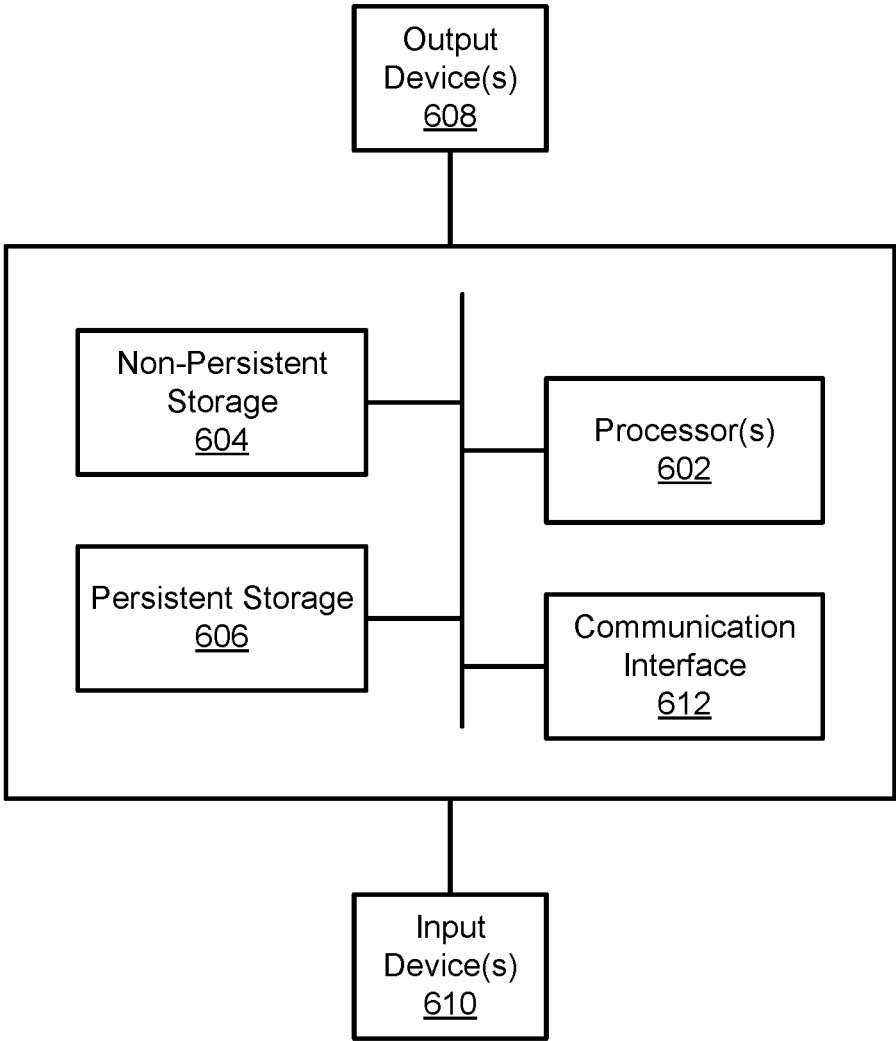 Output
Device(s)
608
Non-Persistent
Storage
604
Processor(s)
602
Persistent Storage
606
Communication
Interface
612
Input
Device(s)
610